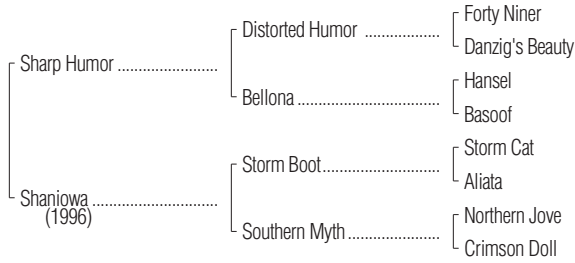 Forty Niner
Distorted Humor ..................
Danzig's Beauty
Sharp Humor ........................
Hansel
Bellona ..................................
Basoof
Storm Cat
Storm Boot............................
Aliata
Shaniowa ..............................
(1996)
Northern Jove
Southern Myth ......................
Crimson Doll